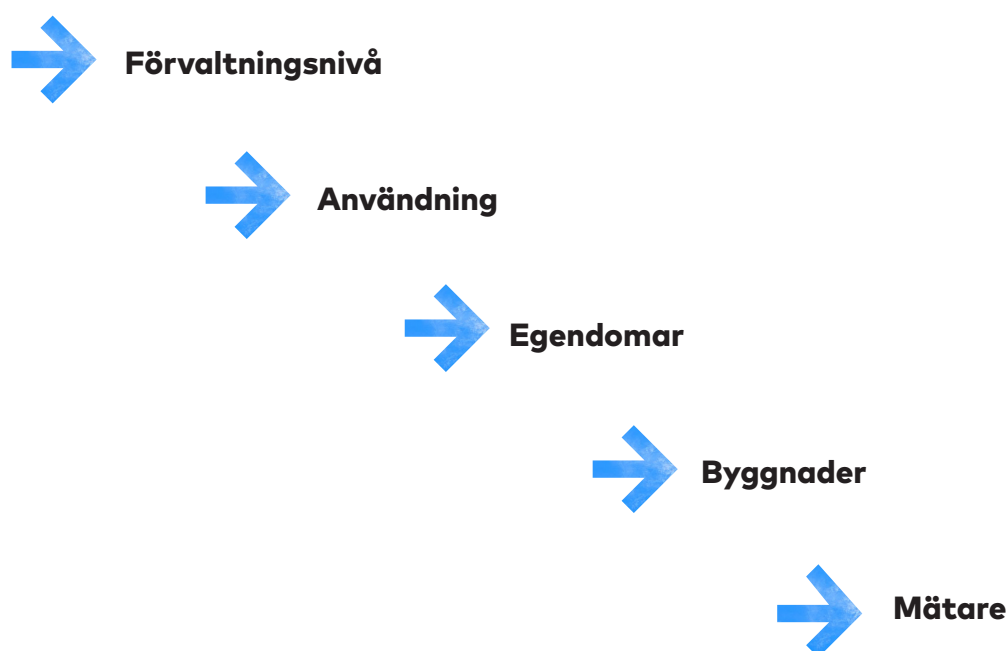 Förvaltningsnivå
Användning
Egendomar
Byggnader
Mätare